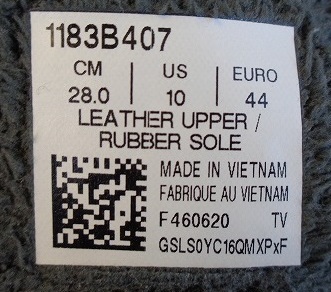 1183B407
CM US EURO
28.0 10 44
LEATHER UPPER /
RUBBER SOLE
MADE IN VIETNAM
FABRIQUE AU VIETNAM
F460620 TV
GSLS0YC16QMXPxF